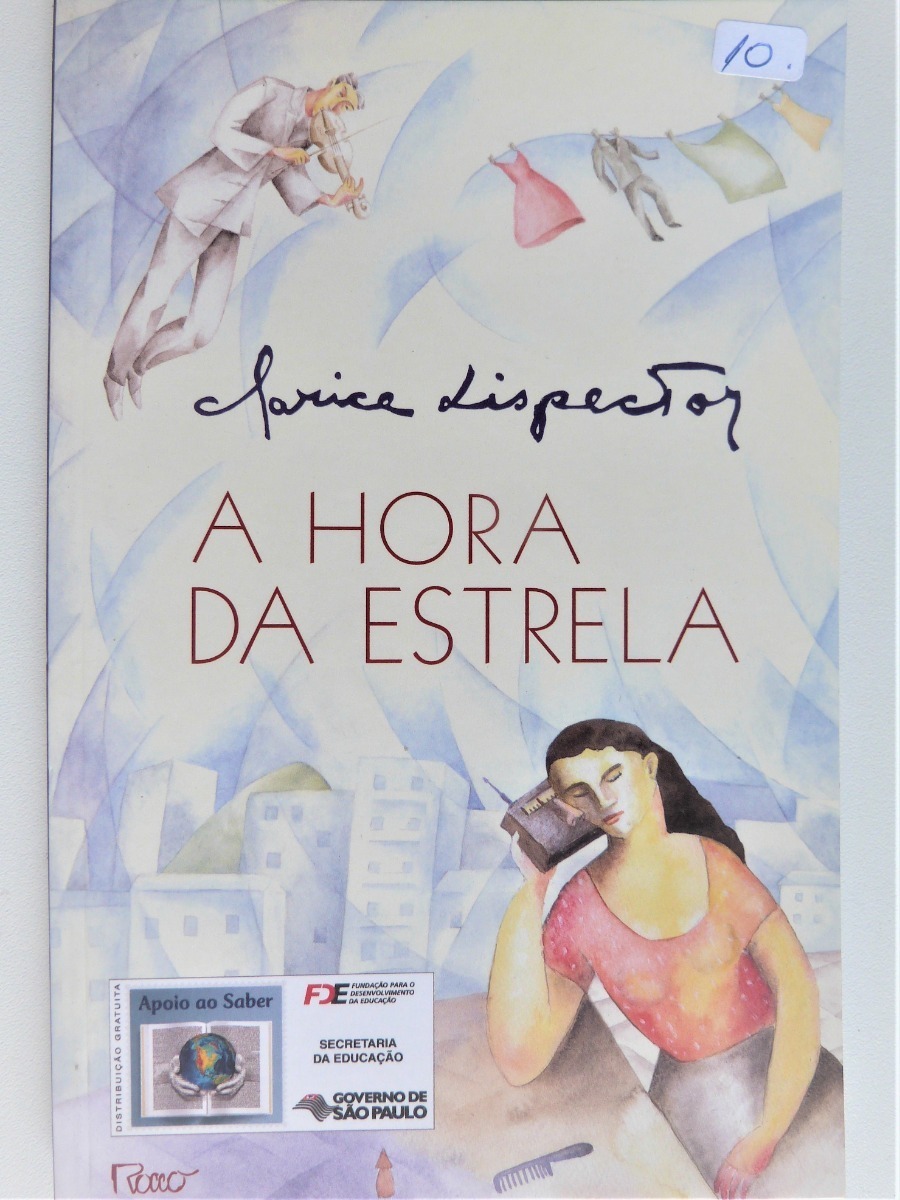 10.
Clarice Lispector
A HORA
DA ESTRELA
DISTRIBUIÇÃO GRATUITA
Apoio ao Saber
FDE FUNDAÇÃO PARA O
DESENVOLVIMENTO
DA EDUCAÇÃO
SECRETARIA
DA EDUCAÇÃO
GOVERNO DE
SÃO PAULO
Rocco